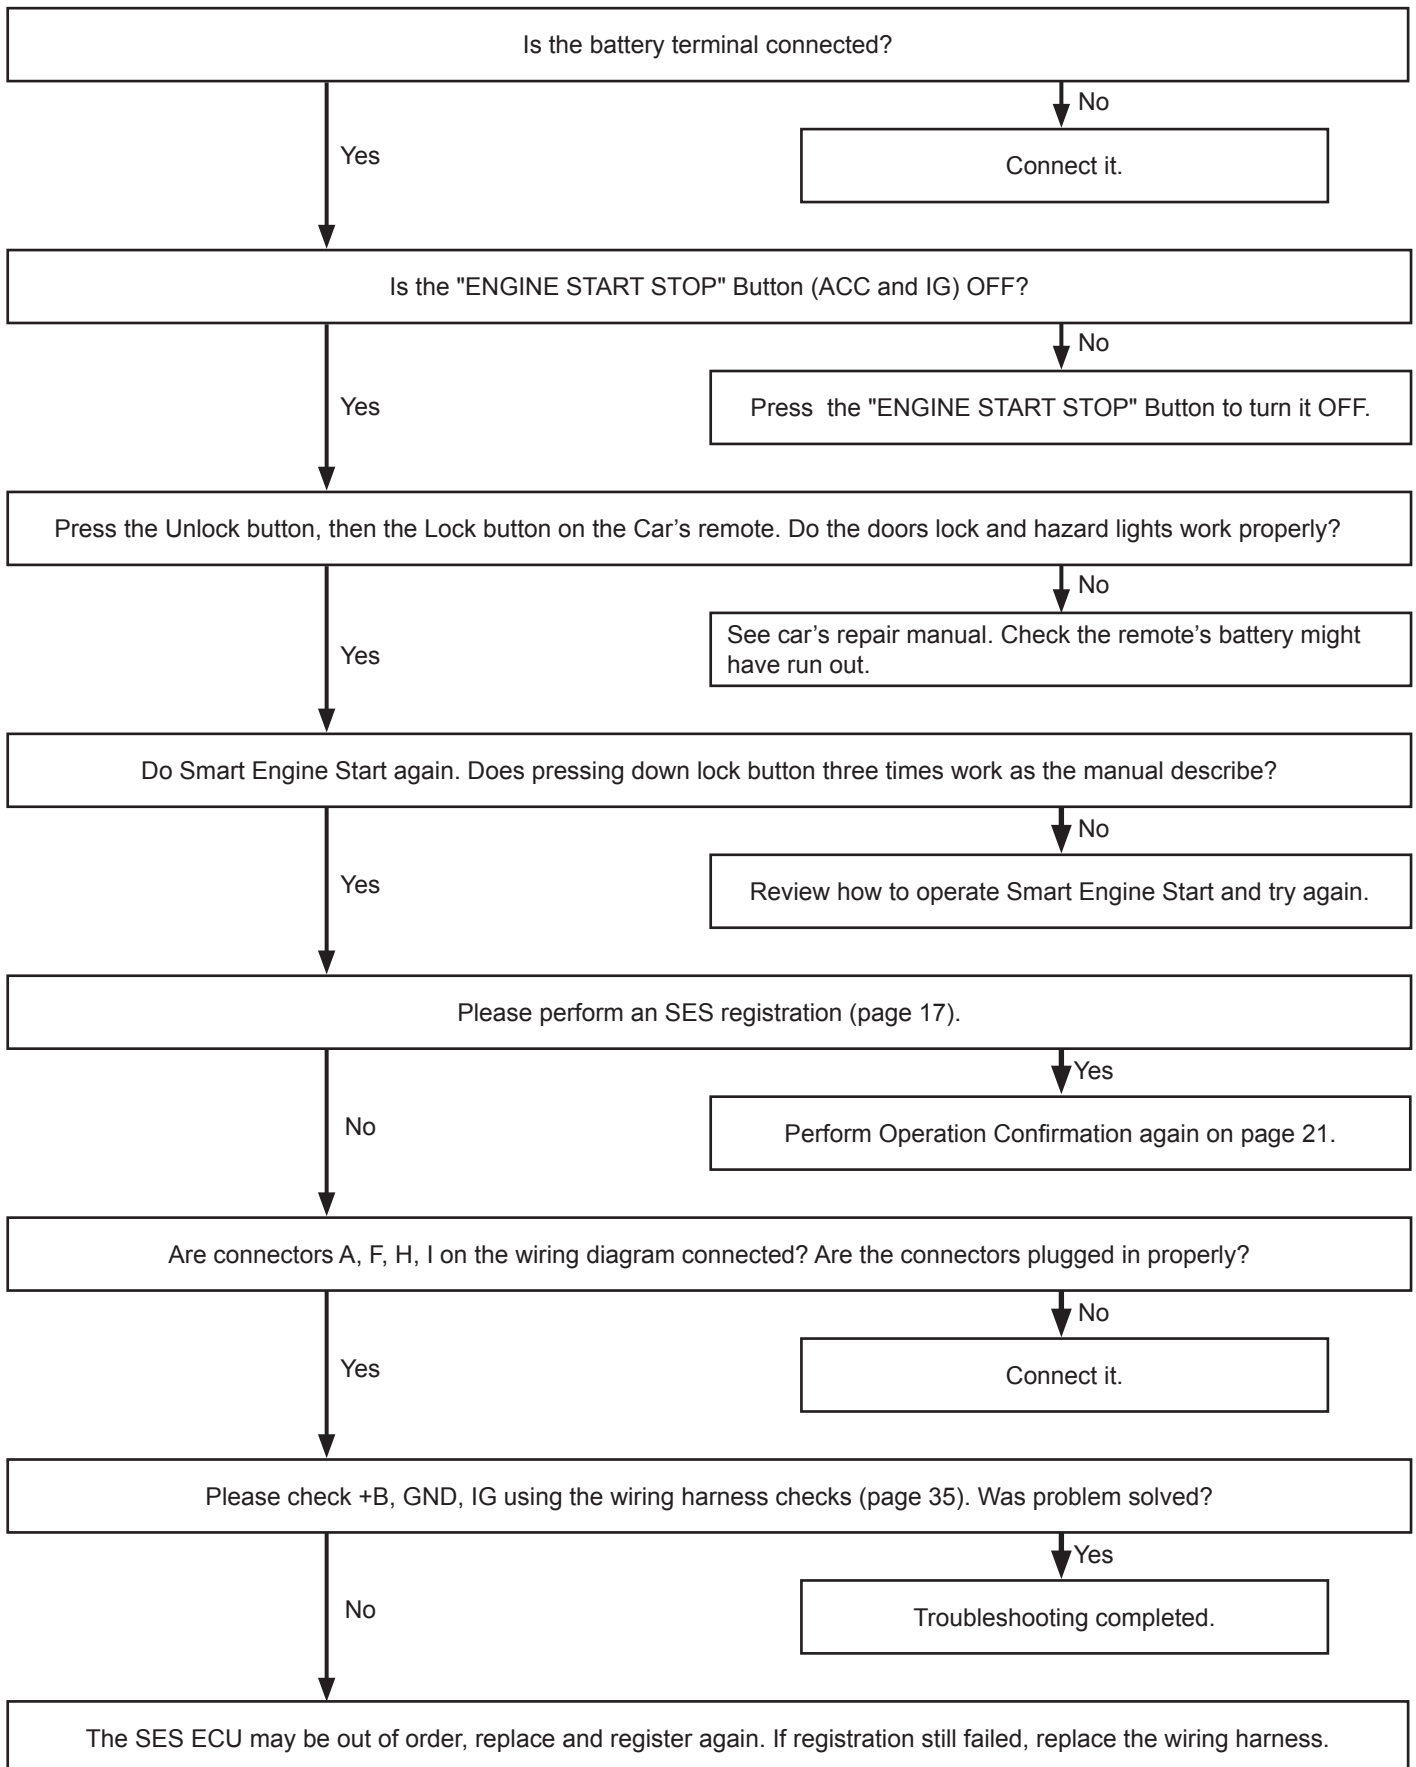 Is the battery terminal connected?
No
Yes
Connect it.
Is the "ENGINE START STOP" Button (ACC and IG) OFF?
No
Yes
Press  the "ENGINE START STOP" Button to turn it OFF.
Press the Unlock button, then the Lock button on the Car’s remote. Do the doors lock and hazard lights work properly?
No
Yes
See car’s repair manual. Check the remote’s battery might
have run out.
Do Smart Engine Start again. Does pressing down lock button three times work as the manual describe?
No
Yes
Review how to operate Smart Engine Start and try again.
Please perform an SES registration (page 17).
Yes
No
Perform Operation Confirmation again on page 21.
Are connectors A, F, H, I on the wiring diagram connected? Are the connectors plugged in properly?
No
Yes
Connect it.
Please check +B, GND, IG using the wiring harness checks (page 35). Was problem solved?
Yes
No
Troubleshooting completed.
The SES ECU may be out of order, replace and register again. If registration still failed, replace the wiring harness.